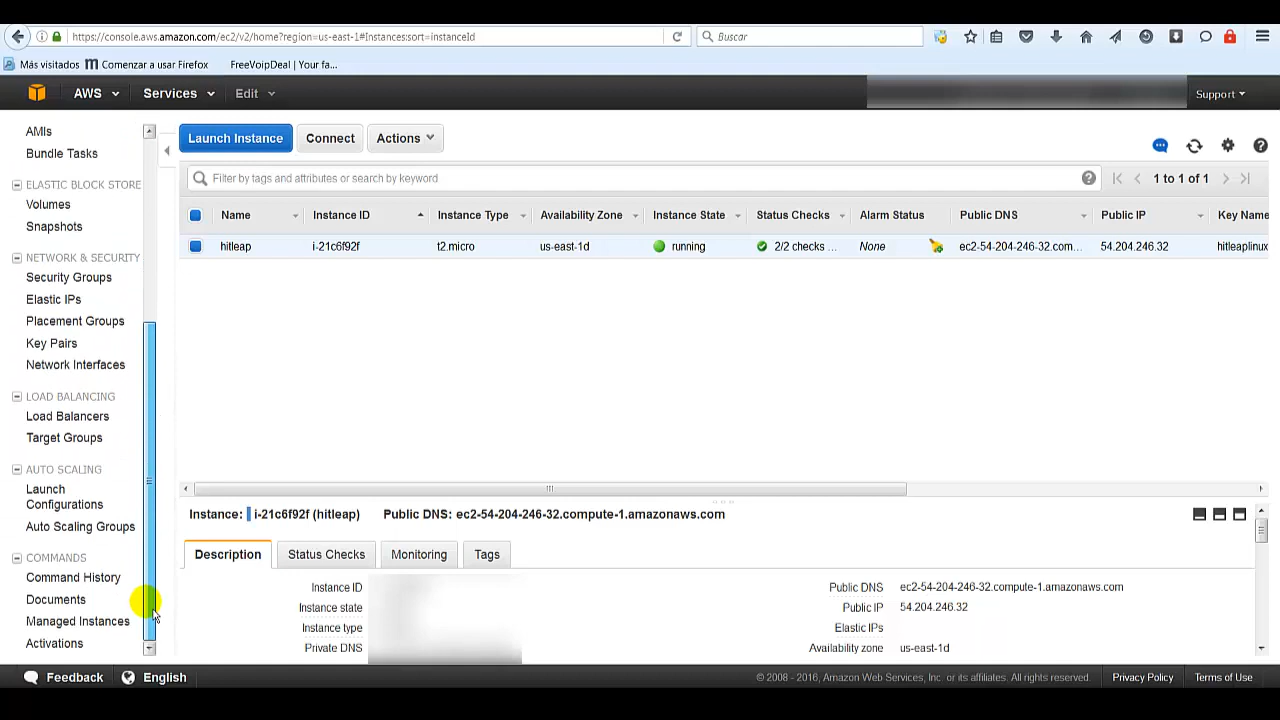 https://console.aws.amazon.com/ec2/v2/home?region=us-east-1#Instances:sort=instanceId
Buscar
Más visitados
Comenzar a usar Firefox
FreeVoipDeal | Your fa...
AWS
Services
Edit
Support
AMIs
Bundle Tasks
ELASTIC BLOCK STORE
Volumes
Snapshots
NETWORK & SECURITY
Security Groups
Elastic IPs
Placement Groups
Key Pairs
Network Interfaces
LOAD BALANCING
Load Balancers
Target Groups
AUTO SCALING
Launch
Configurations
Auto Scaling Groups
COMMANDS
Command History
Documents
Managed Instances
Activations
Launch Instance
Connect
Actions
Filter by tags and attributes or search by keyword
1 to 1 of 1
Name Instance ID Instance Type Availability Zone Instance State Status Checks Alarm Status Public DNS Public IP Key Name
hitleap i-21c6f92f t2.micro us-east-1d running 2/2 checks ... None ec2-54-204-246-32.com... 54.204.246.32 hitleaplinux
Instance: i-21c6f92f (hitleap) Public DNS: ec2-54-204-246-32.compute-1.amazonaws.com
Description
Status Checks
Monitoring
Tags
Instance ID
Instance state
Instance type
Private DNS
Public DNS ec2-54-204-246-32.compute-1.amazonaws.com
Public IP 54.204.246.32
Elastic IPs
Availability zone us-east-1d
Feedback
English
© 2008 - 2016, Amazon Web Services, Inc. or its affiliates. All rights reserved.
Privacy Policy
Terms of Use